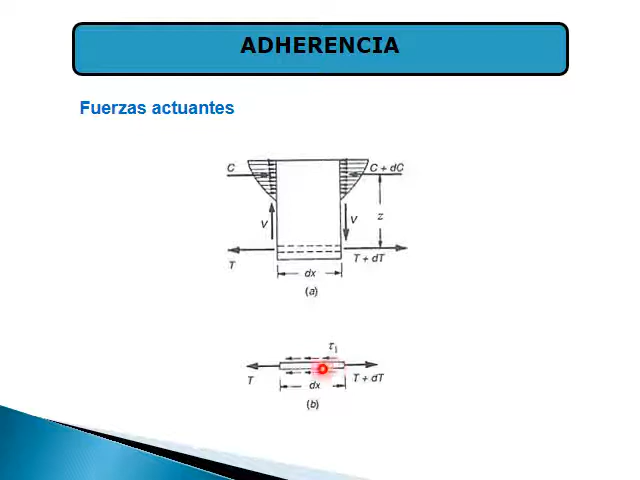 ADHERENCIA
Fuerzas actuantes
C
C + dC
V
V
z
T
T + dT
dx
(a)
τ1
T
T + dT
dx
(b)